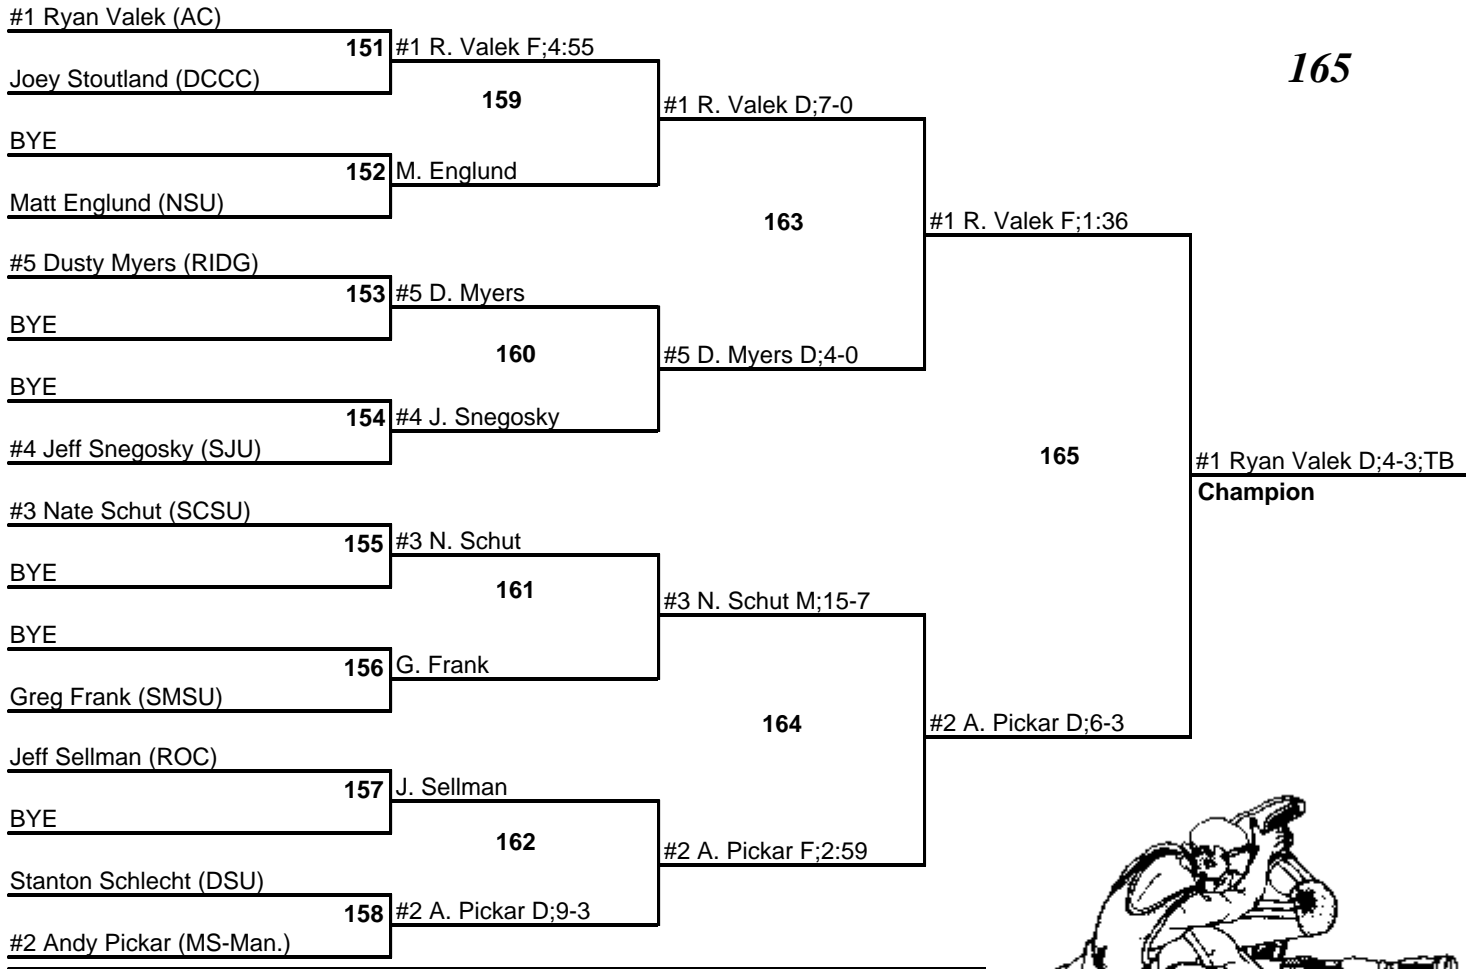 #1 Ryan Valek (AC)
151 #1 R. Valek F;4:55
165
Joey Stoutland (DCCC)
159
#1 R. Valek D;7-0
BYE
152 M. Englund
Matt Englund (NSU)
163
#1 R. Valek F;1:36
#5 Dusty Myers (RIDG)
153 #5 D. Myers
BYE
160
#5 D. Myers D;4-0
BYE
154 #4 J. Snegosky
#4 Jeff Snegosky (SJU)
165
#1 Ryan Valek D;4-3;TB
Champion
#3 Nate Schut (SCSU)
155 #3 N. Schut
BYE
161
#3 N. Schut M;15-7
BYE
156 G. Frank
Greg Frank (SMSU)
164
#2 A. Pickar D;6-3
Jeff Sellman (ROC)
157 J. Sellman
BYE
162
#2 A. Pickar F;2:59
Stanton Schlecht (DSU)
158 #2 A. Pickar D;9-3
#2 Andy Pickar (MS-Man.)